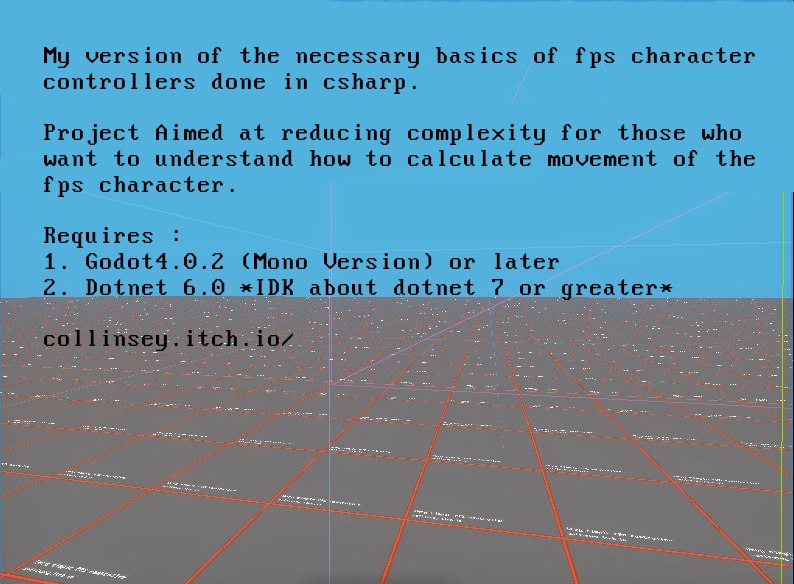 My version of the necessary basics of fps character
controllers done in csharp.
Project Aimed at reducing complexity for those who
want to understand how to calculate movement of the
fps character.
Requires :
1. Godot4.0.2 (Mono Version) or later
2. Dotnet 6.0 *IDK about dotnet 7 or greater*
collinsey.itch.io/